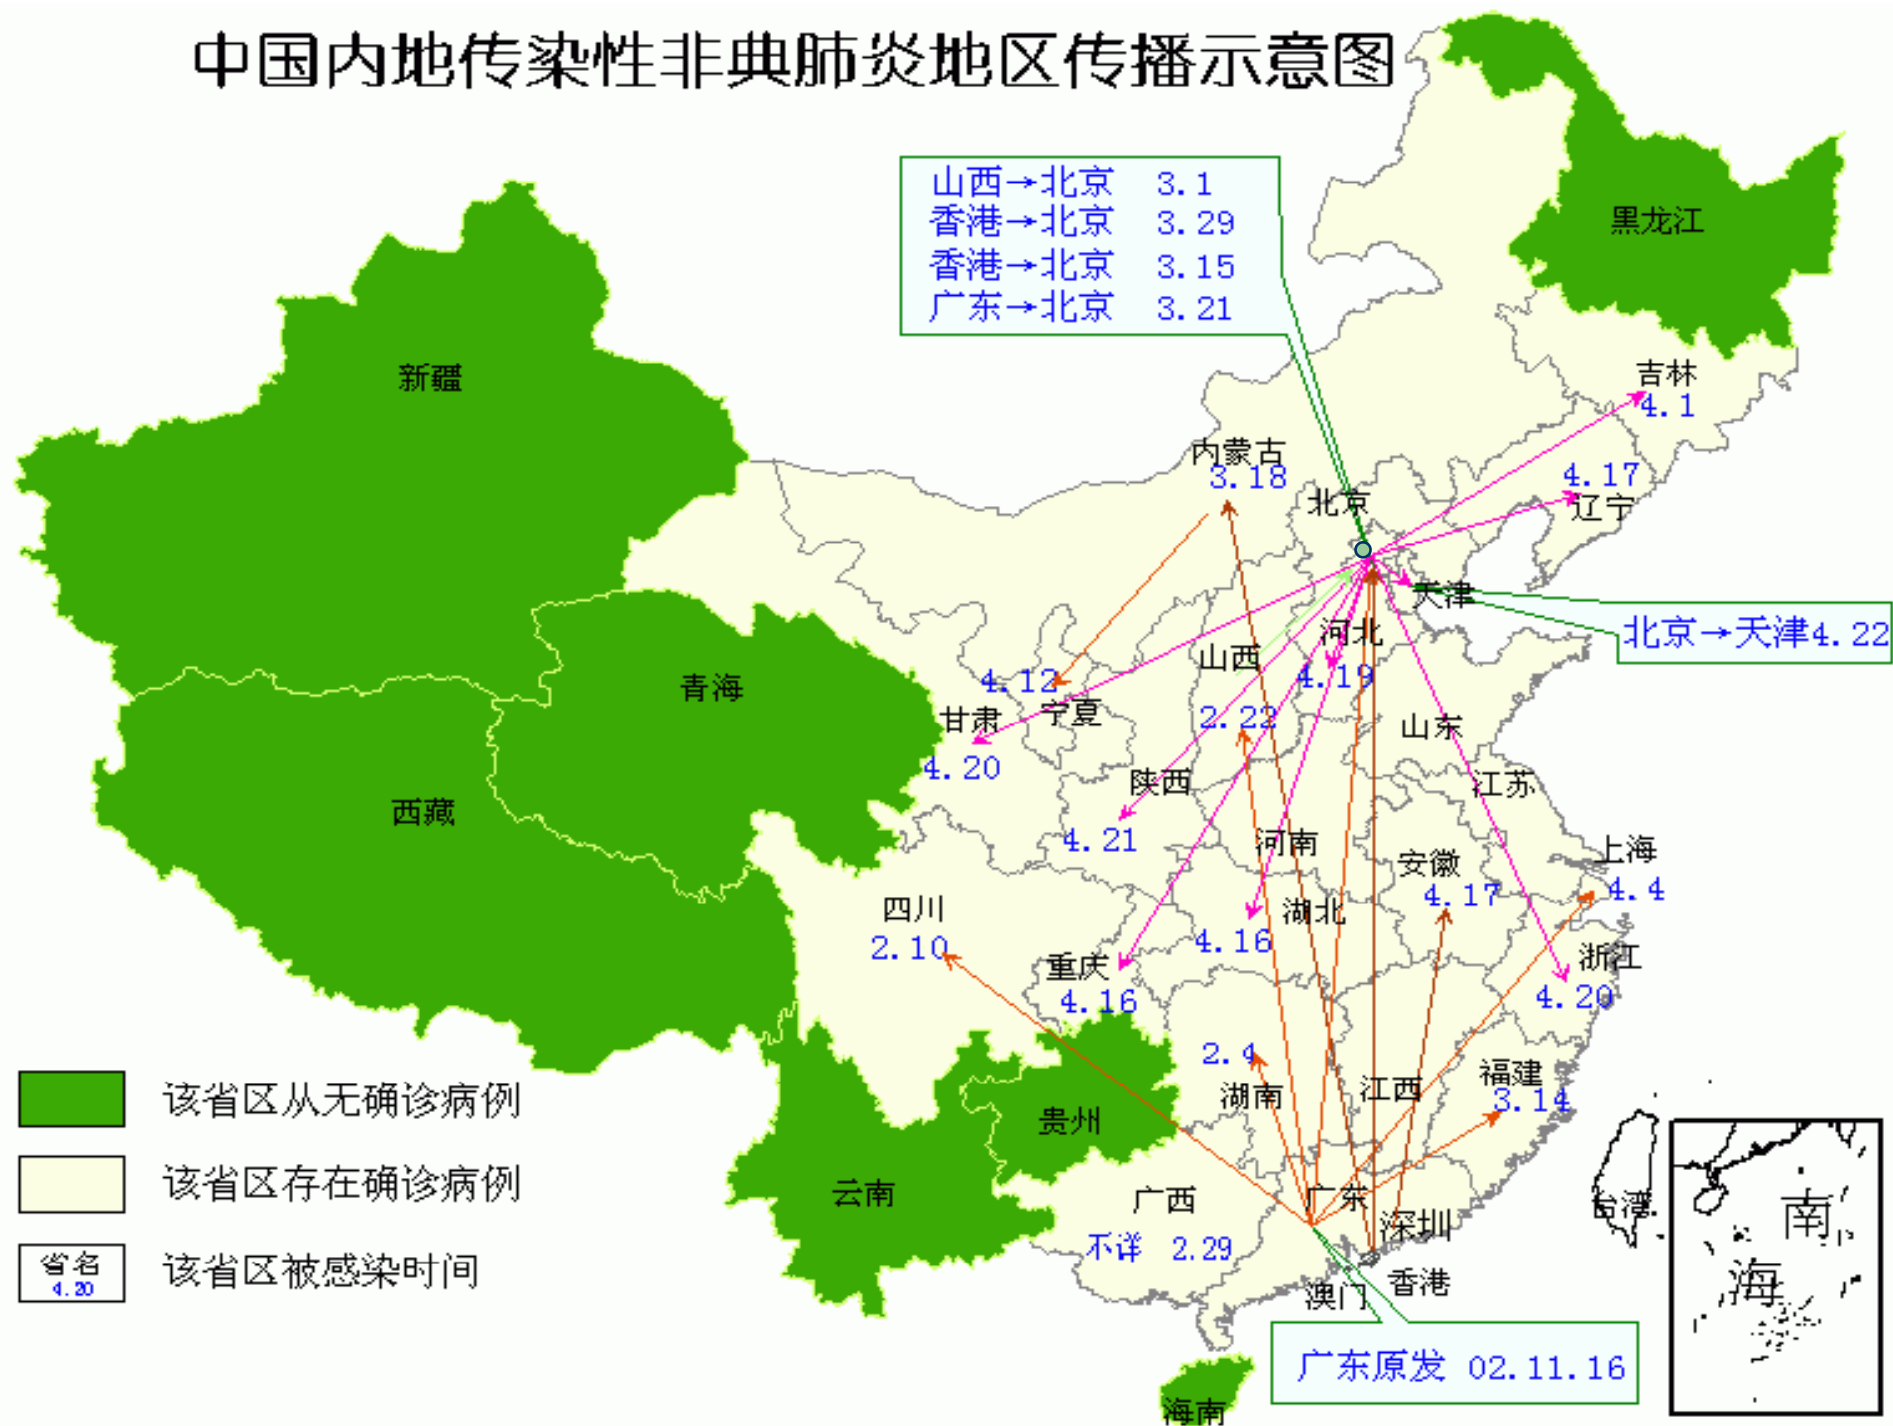 中国内地传染性非典肺炎地区传播示意图
山西→北京 3.1
香港→北京 3.29
香港→北京 3.15
广东→北京 3.21
黑龙江
新疆
吉林
4.1
内蒙古
3.18
4.17
辽宁
北京
天津
北京→天津4.22
河北
4.19
山西
2.22
4.12
宁夏
青海
甘肃
4.20
山东
陕西
4.21
江苏
西藏
河南
安徽
4.17
上海
4.4
四川
2.10
湖北
4.16
重庆
4.16
浙江
4.20
2.4
湖南
江西
福建
3.14
贵州
云南
广西
不详 2.29
广东
深圳
香港
澳门
台湾
南
海
广东原发 02.11.16
海南
该省区从无确诊病例
该省区存在确诊病例
省名
4.20
该省区被感染时间